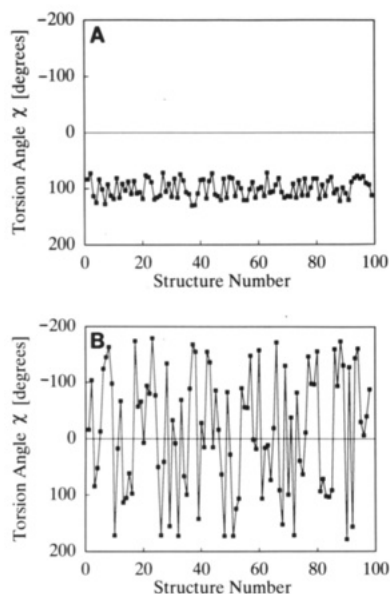 A
-200
-100
0
100
200
Torsion Angle χ [degrees]
0 20 40 60 80 100
Structure Number
B
-200
-100
0
100
200
Torsion Angle χ [degrees]
0 20 40 60 80 100
Structure Number